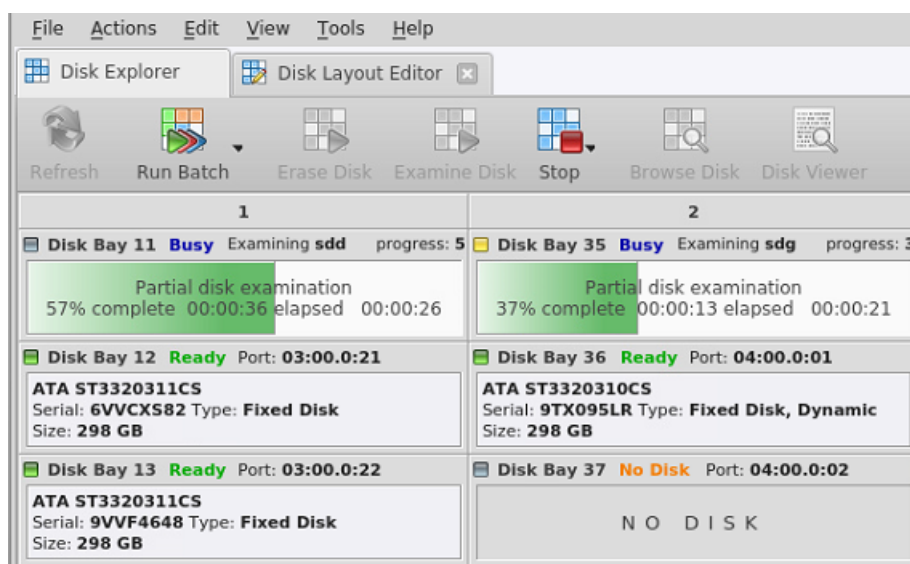 File Actions Edit View Tools Help
Disk Explorer Disk Layout Editor
Refresh Run Batch Erase Disk Examine Disk Stop Browse Disk Disk Viewer
1 2
Disk Bay 11 Busy Examining sdd progress: 5
Partial disk examination
57% complete 00:00:36 elapsed 00:00:26
Disk Bay 12 Ready Port: 03:00.0:21
ATA ST3320311CS
Serial: 6VVCXS82 Type: Fixed Disk
Size: 298 GB
Disk Bay 13 Ready Port: 03:00.0:22
ATA ST3320311CS
Serial: 9VVF4648 Type: Fixed Disk
Size: 298 GB
Disk Bay 35 Busy Examining sdg progress: 3
Partial disk examination
37% complete 00:00:13 elapsed 00:00:21
Disk Bay 36 Ready Port: 04:00.0:01
ATA ST3320310CS
Serial: 9TX095LR Type: Fixed Disk, Dynamic
Size: 298 GB
Disk Bay 37 No Disk Port: 04:00.0:02
NO DISK